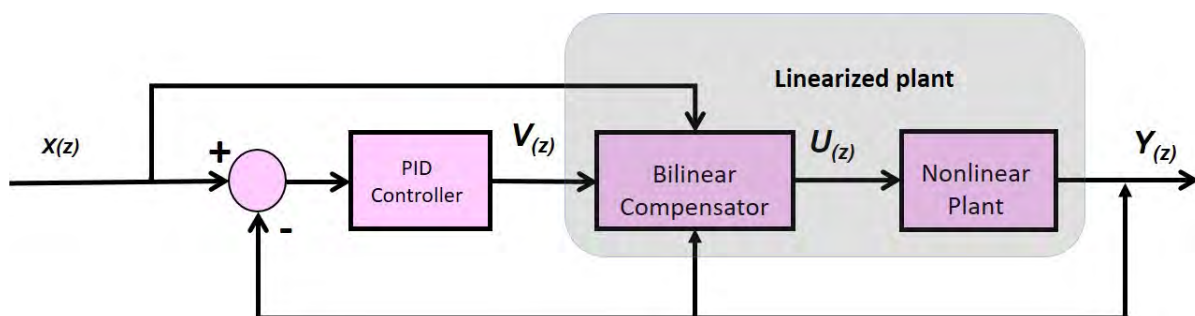 Linearized plant
X(z)
+
-
PID
Controller
V(z)
Bilinear
Compensator
U(z)
Nonlinear
Plant
Y(z)